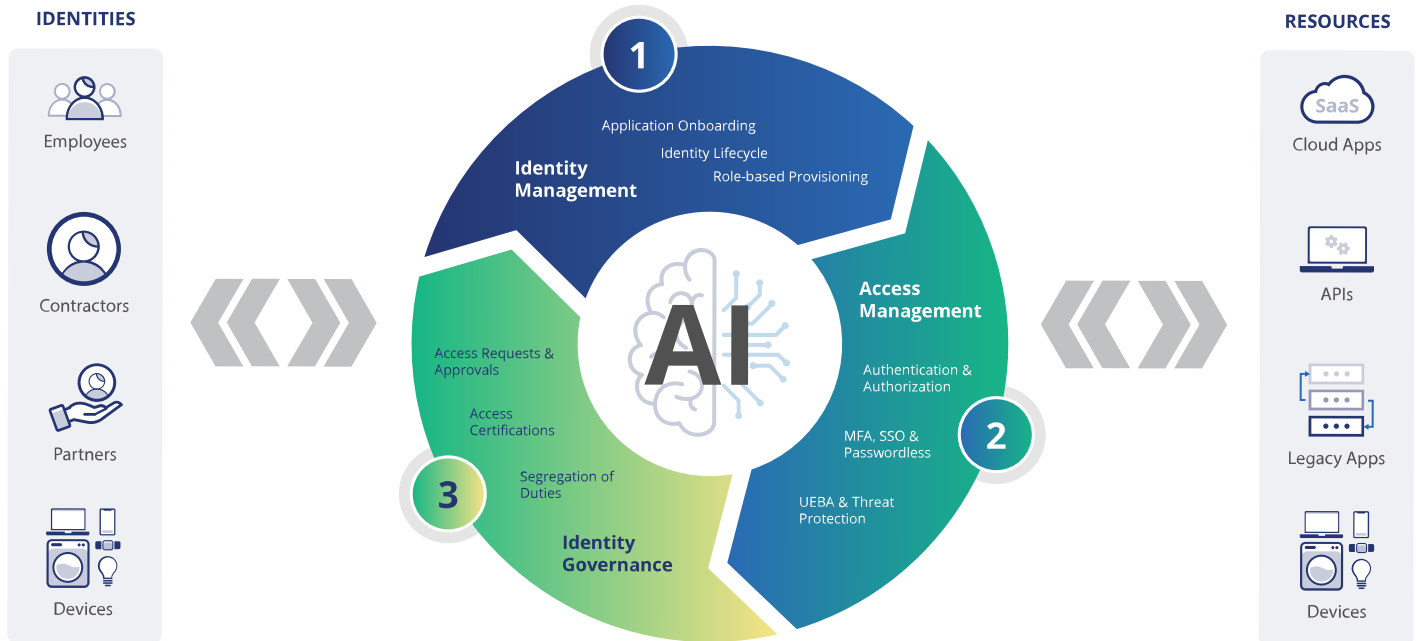 IDENTITIES
Employees
Contractors
Partners
Devices
1
Application Onboarding
Identity Lifecycle
Role-based Provisioning
Identity
Management
AI
Access
Management
Authentication &
Authorization
MFA, SSO &
Passwordless
UEBA & Threat
Protection
2
Access Requests &
Approvals
Access
Certifications
Segregation of
Duties
Identity
Governance
3
RESOURCES
SaaS
Cloud Apps
APIs
Legacy Apps
Devices